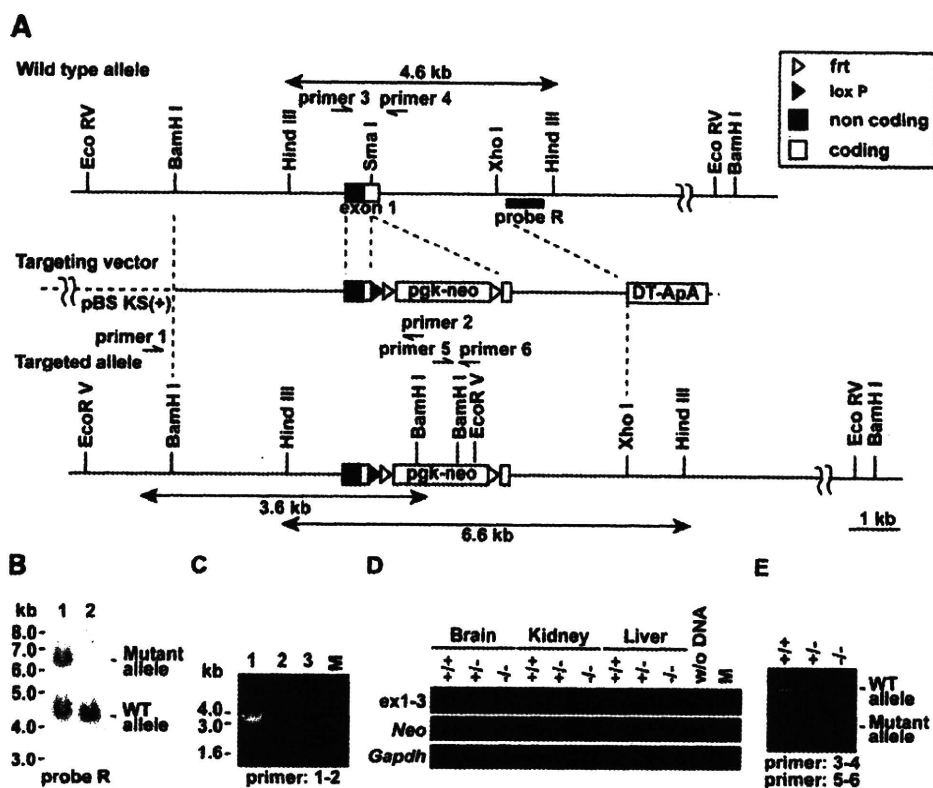 A
Wild type allele
4.6 kb
primer 3
primer 4
frt
lox P
non coding
coding
Eco RV
BamH I
Hind III
Sma I
Xho I
Hind III
Eco RV
BamH I
exon 1
probe R
Targeting vector
pBS KS(+)
pgk-neo
DT-ApA
primer 1
primer 2
primer 5
primer 6
Targeted allele
EcoR V
BamH I
Hind III
BamH I
BamH I
EcoR V
Xho I
Hind III
Eco RV
BamH I
pgk-neo
3.6 kb
6.6 kb
1 kb
B
kb 1 2
8.0-
7.0-
6.0-
5.0-
4.0-
3.0-
Mutant
allele
WT
allele
probe R
C
kb
1 2 3 M
4.0-
3.0-
1.6-
primer: 1-2
D
Brain Kidney Liver w/o DNA M
+/+ +/- -/- +/+ +/- -/- +/+ +/- -/-
ex1-3
Neo
Gapdh
E
+/+ +/- -/-
WT
allele
Mutant
allele
primer: 3-4
primer: 5-6